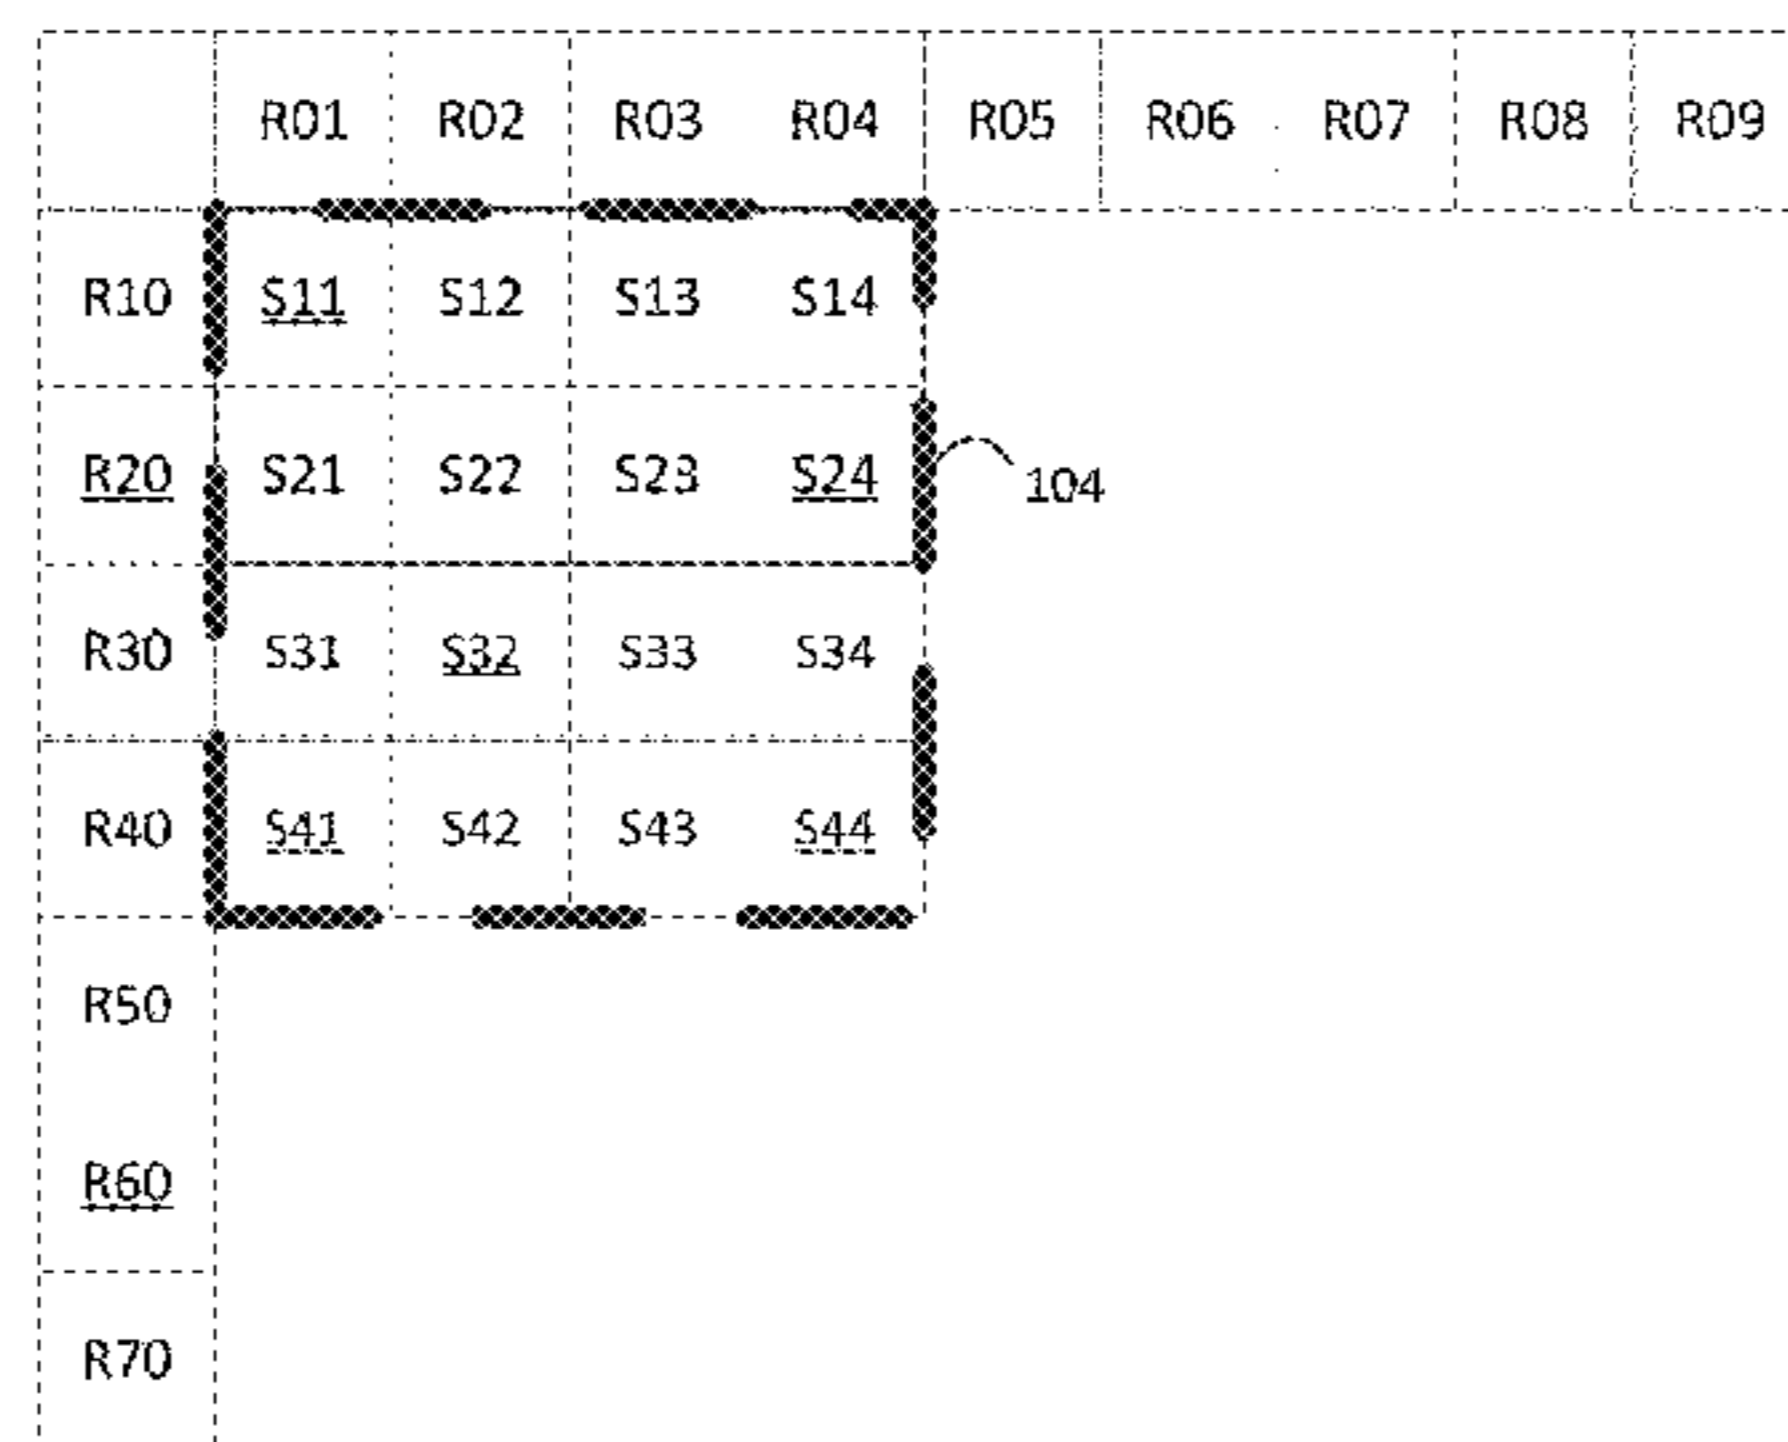 R01 R02 R03 R04 R05 R06 R07 R08 R09
R10 S11 S12 S13 S14
R20 S21 S22 S23 S24
104
R30 S31 S32 S33 S34
R40 S41 S42 S43 S44
R50
R60
R70